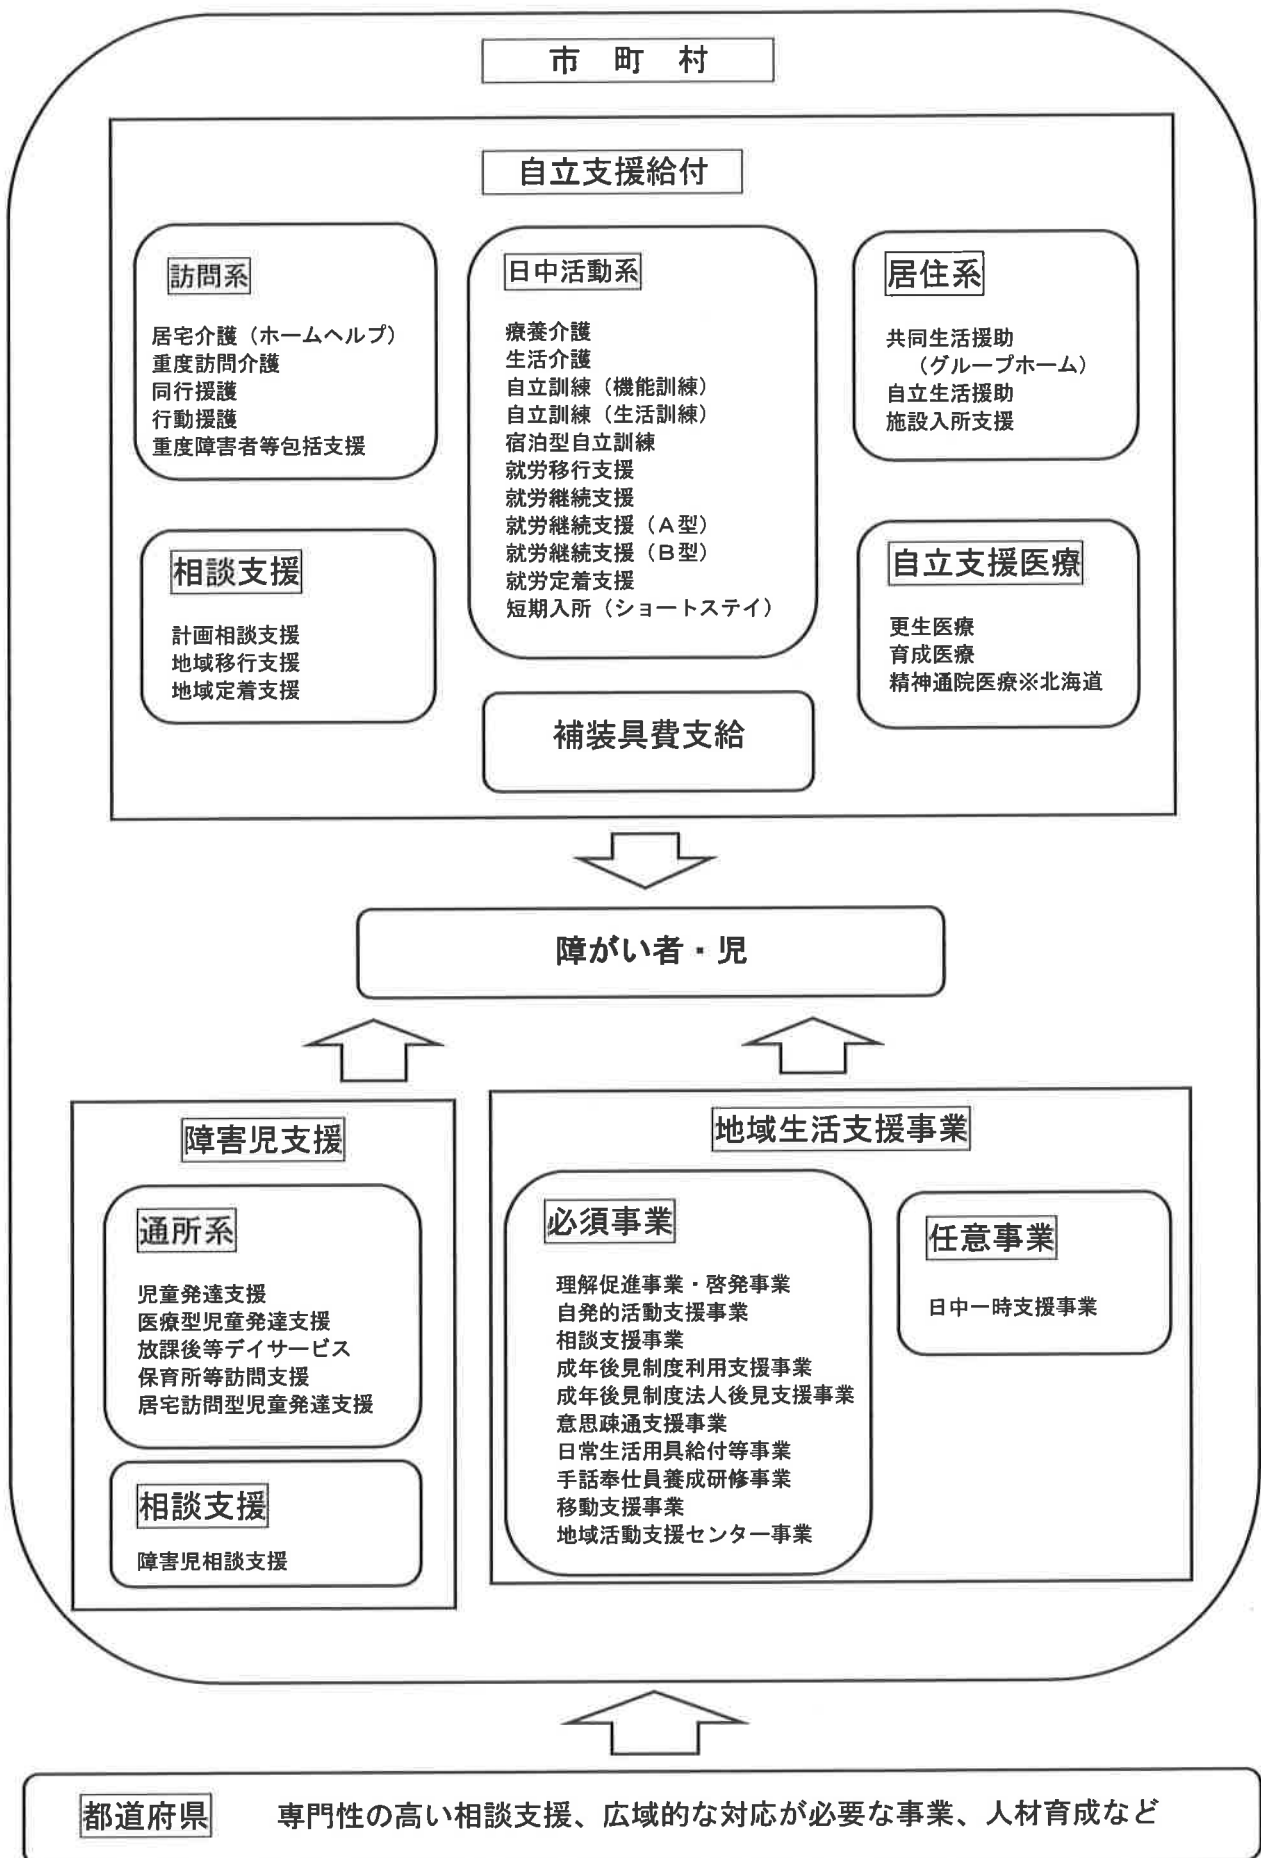 市 町 村
自立支援給付
訪問系
居宅介護（ホームヘルプ）
重度訪問介護
同行援護
行動援護
重度障害者等包括支援
日中活動系
療養介護
生活介護
自立訓練（機能訓練）
自立訓練（生活訓練）
宿泊型自立訓練
就労移行支援
就労継続支援
就労継続支援（Ａ型）
就労継続支援（Ｂ型）
就労定着支援
短期入所（ショートステイ）
居住系
共同生活援助
（グループホーム）
自立生活援助
施設入所支援
相談支援
計画相談支援
地域移行支援
地域定着支援
自立支援医療
更生医療
育成医療
精神通院医療※北海道
補装具費支給
障がい者・児
障害児支援
通所系
児童発達支援
医療型児童発達支援
放課後等デイサービス
保育所等訪問支援
居宅訪問型児童発達支援
相談支援
障害児相談支援
地域生活支援事業
必須事業
理解促進事業・啓発事業
自発的活動支援事業
相談支援事業
成年後見制度利用支援事業
成年後見制度法人後見支援事業
意思疎通支援事業
日常生活用具給付等事業
手話奉仕員養成研修事業
移動支援事業
地域活動支援センター事業
任意事業
日中一時支援事業
都道府県 専門性の高い相談支援、広域的な対応が必要な事業、人材育成など